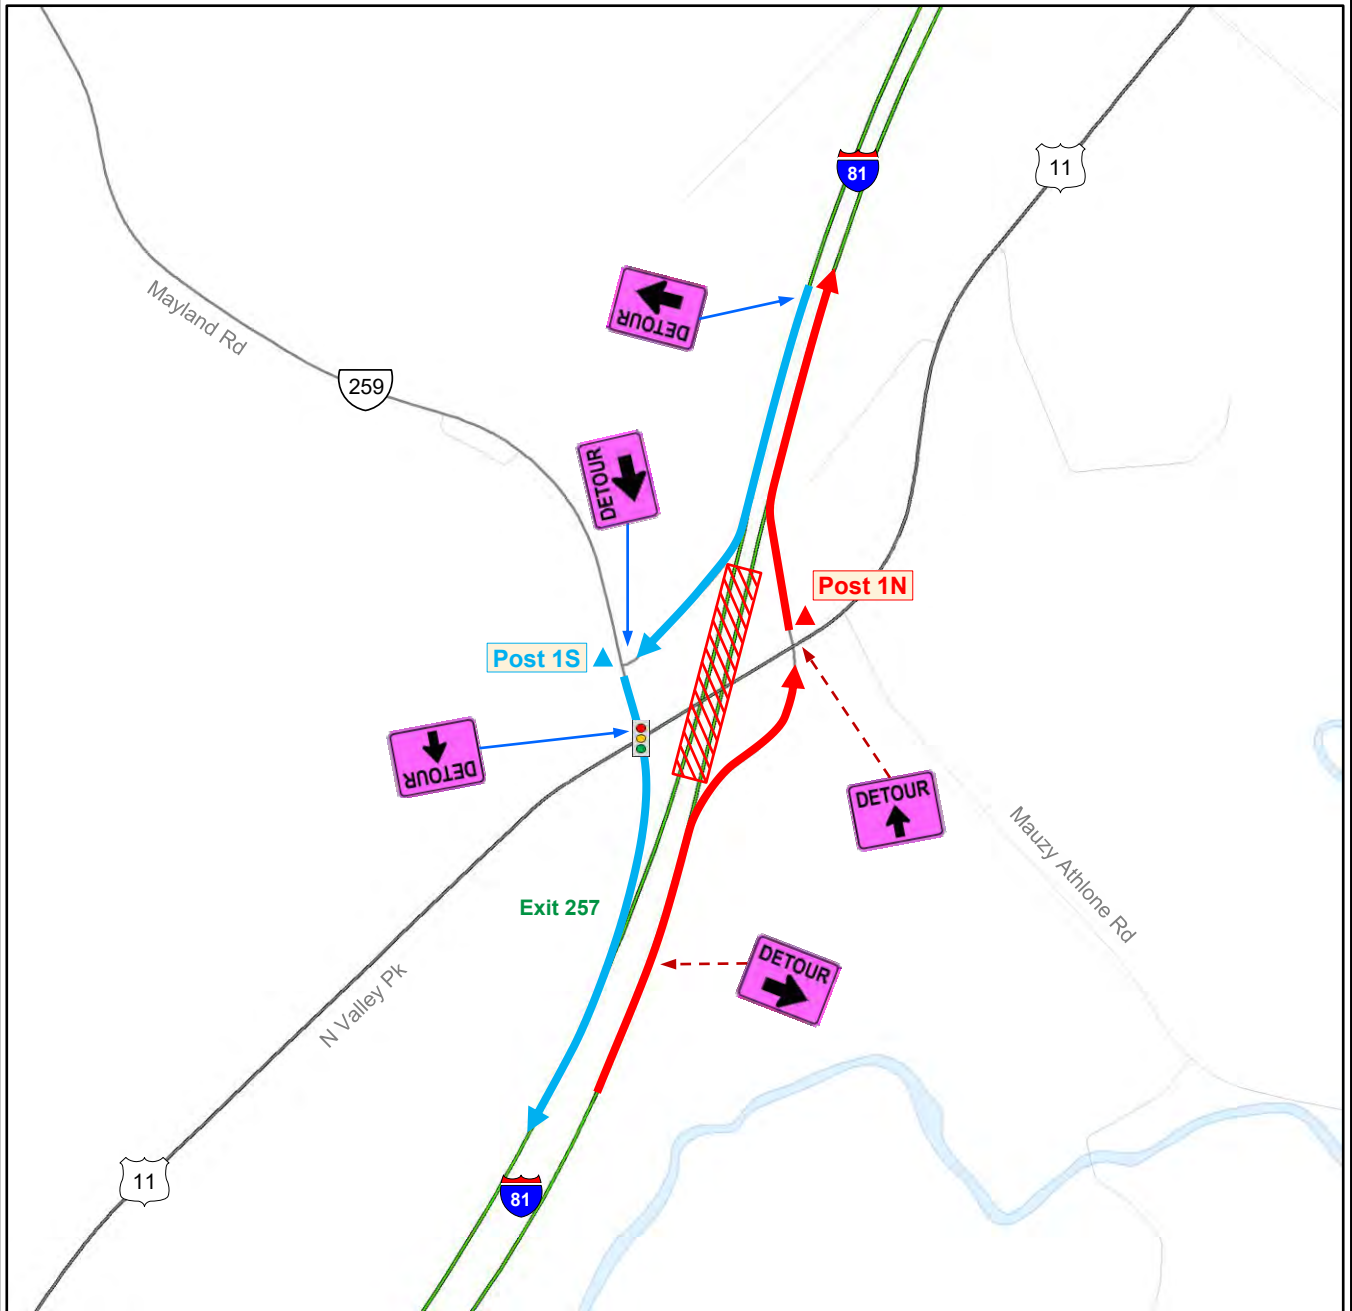 81
11
DETOUR
Mayland Rd
259
DETOUR
Post 1N
Post 1S
DETOUR
DETOUR
Mauzy Athlone Rd
Exit 257
DETOUR
N Valley Pk
11
81